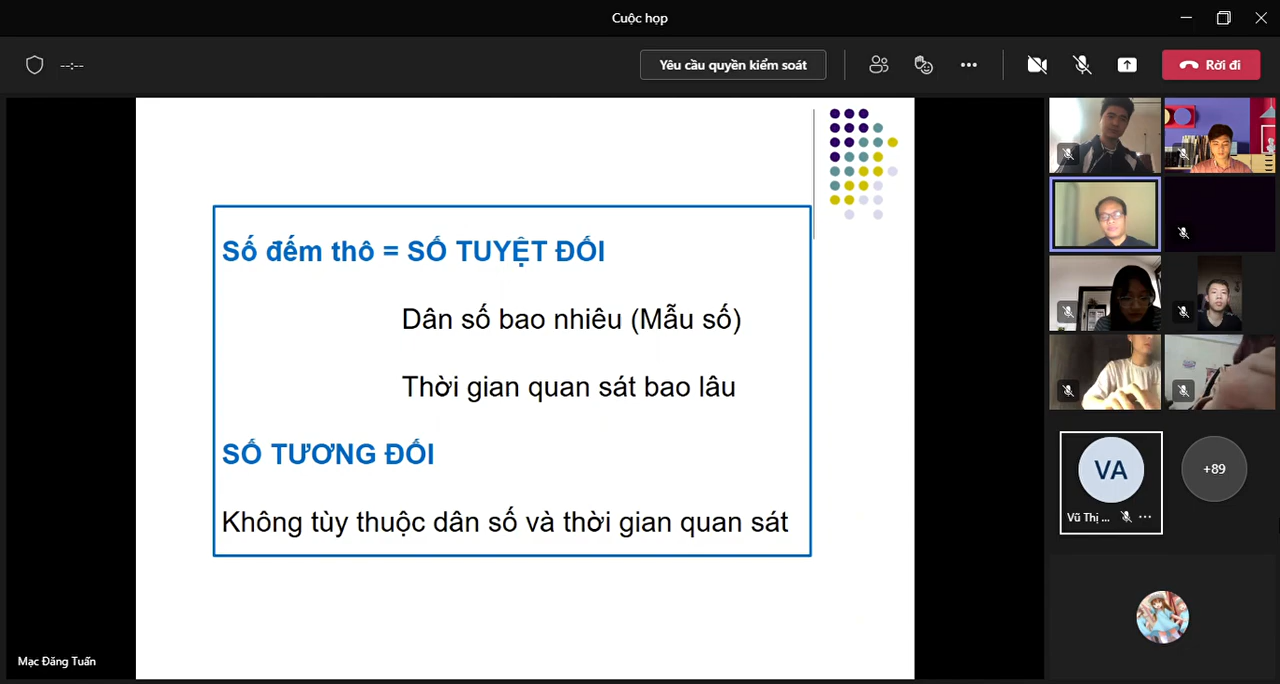 Cuộc họp
--:--
Yêu cầu quyền kiểm soát
Rời đi
Số đếm thô = SỐ TUYỆT ĐỐI
Dân số bao nhiêu (Mẫu số)
Thời gian quan sát bao lâu
SỐ TƯƠNG ĐỐI
Không tùy thuộc dân số và thời gian quan sát
VA
+89
Vũ Thị ...
Mạc Đăng Tuấn